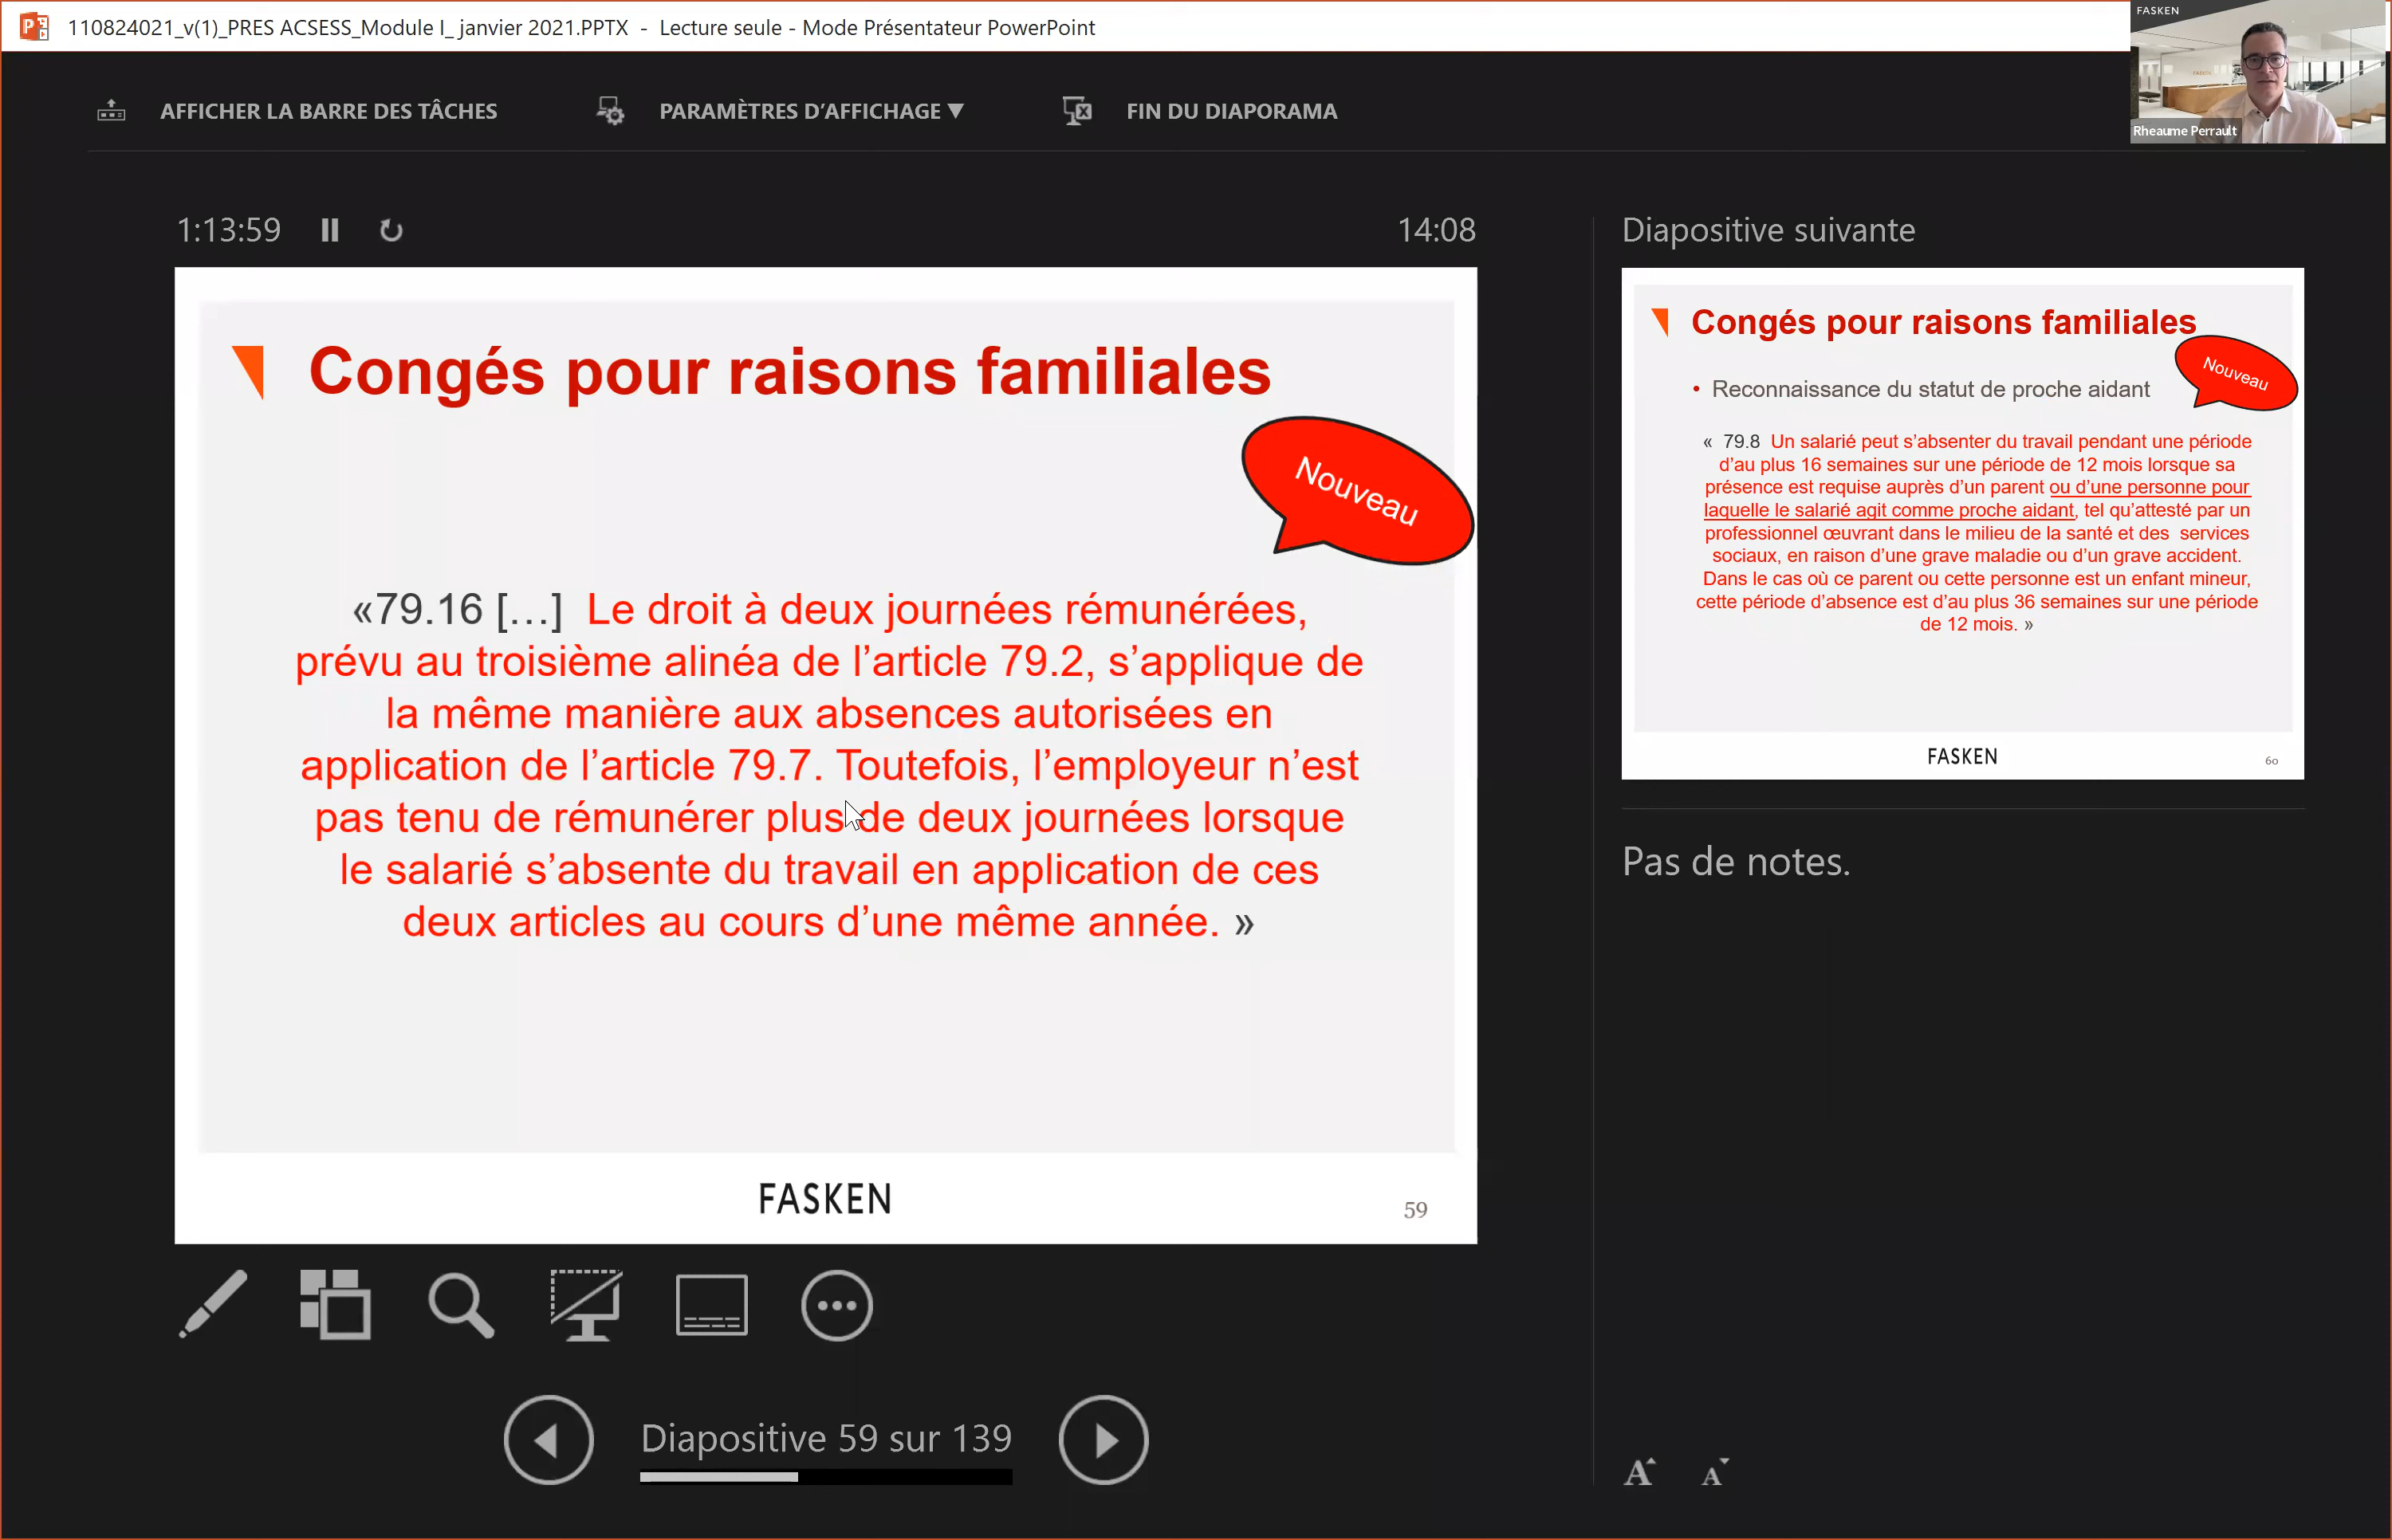 110824021_v(1)_PRES ACSESS_Module I_ janvier 2021.PPTX - Lecture seule - Mode Présentateur PowerPoint
FASKEN
Rheaume Perrault
AFFICHER LA BARRE DES TÂCHES
PARAMÈTRES D'AFFICHAGE ▼
FIN DU DIAPORAMA
1:13:59
14:08
Congés pour raisons familiales
Nouveau
«79.16 […] Le droit à deux journées rémunérées,
prévu au troisième alinéa de l’article 79.2, s’applique de
la même manière aux absences autorisées en
application de l’article 79.7. Toutefois, l’employeur n’est
pas tenu de rémunérer plus de deux journées lorsque
le salarié s’absente du travail en application de ces
deux articles au cours d’une même année. »
FASKEN
59
Diapositive 59 sur 139
Diapositive suivante
Congés pour raisons familiales
Nouveau
• Reconnaissance du statut de proche aidant
« 79.8 Un salarié peut s’absenter du travail pendant une période
d’au plus 16 semaines sur une période de 12 mois lorsque sa
présence est requise auprès d’un parent ou d’une personne pour
laquelle le salarié agit comme proche aidant, tel qu’attesté par un
professionnel œuvrant dans le milieu de la santé et des services
sociaux, en raison d’une grave maladie ou d’un grave accident.
Dans le cas où ce parent ou cette personne est un enfant mineur,
cette période d’absence est d’au plus 36 semaines sur une période
de 12 mois. »
FASKEN
60
Pas de notes.
A A